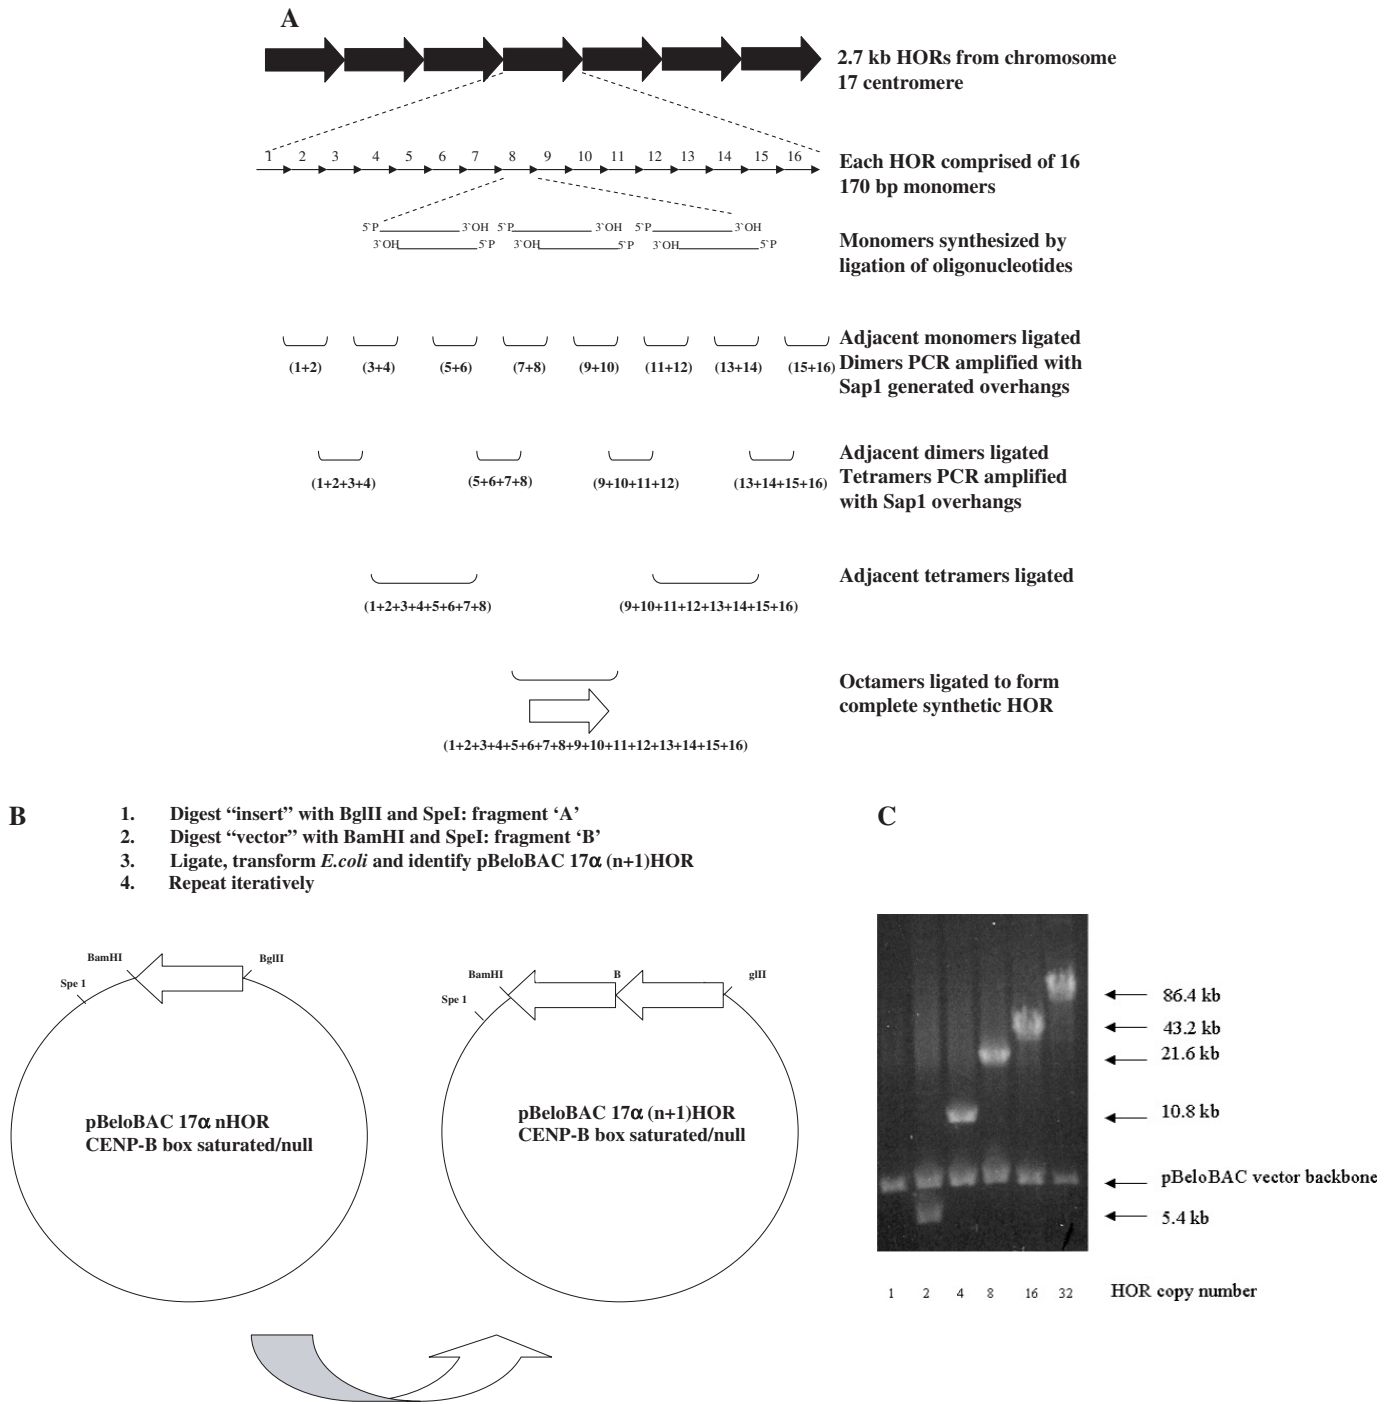 A
2.7 kb HORs from chromosome
17 centromere
1 2 3 4 5 6 7 8 9 10 11 12 13 14 15 16
Each HOR comprised of 16
170 bp monomers
5`P 3`OH 5`P 3`OH 5`P 3`OH
3`OH 5`P 3`OH 5`P 3`OH 5`P
Monomers synthesized by
ligation of oligonucleotides
(1+2) (3+4) (5+6) (7+8) (9+10) (11+12) (13+14) (15+16)
Adjacent monomers ligated
Dimers PCR amplified with
Sap1 generated overhangs
(1+2+3+4) (5+6+7+8) (9+10+11+12) (13+14+15+16)
Adjacent dimers ligated
Tetramers PCR amplified
with Sap1 overhangs
Adjacent tetramers ligated
(1+2+3+4+5+6+7+8) (9+10+11+12+13+14+15+16)
Octamers ligated to form
complete synthetic HOR
(1+2+3+4+5+6+7+8+9+10+11+12+13+14+15+16)
B
1. Digest “insert” with BglII and SpeI: fragment ‘A’
2. Digest “vector” with BamHI and SpeI: fragment ‘B’
3. Ligate, transform E.coli and identify pBeloBAC 17α (n+1)HOR
4. Repeat iteratively
BamHI BglII
Spe 1
pBeloBAC 17α nHOR
CENP-B box saturated/null
BamHI B glII
Spe 1
pBeloBAC 17α (n+1)HOR
CENP-B box saturated/null
C
86.4 kb
43.2 kb
21.6 kb
10.8 kb
pBeloBAC vector backbone
5.4 kb
1 2 4 8 16 32 HOR copy number